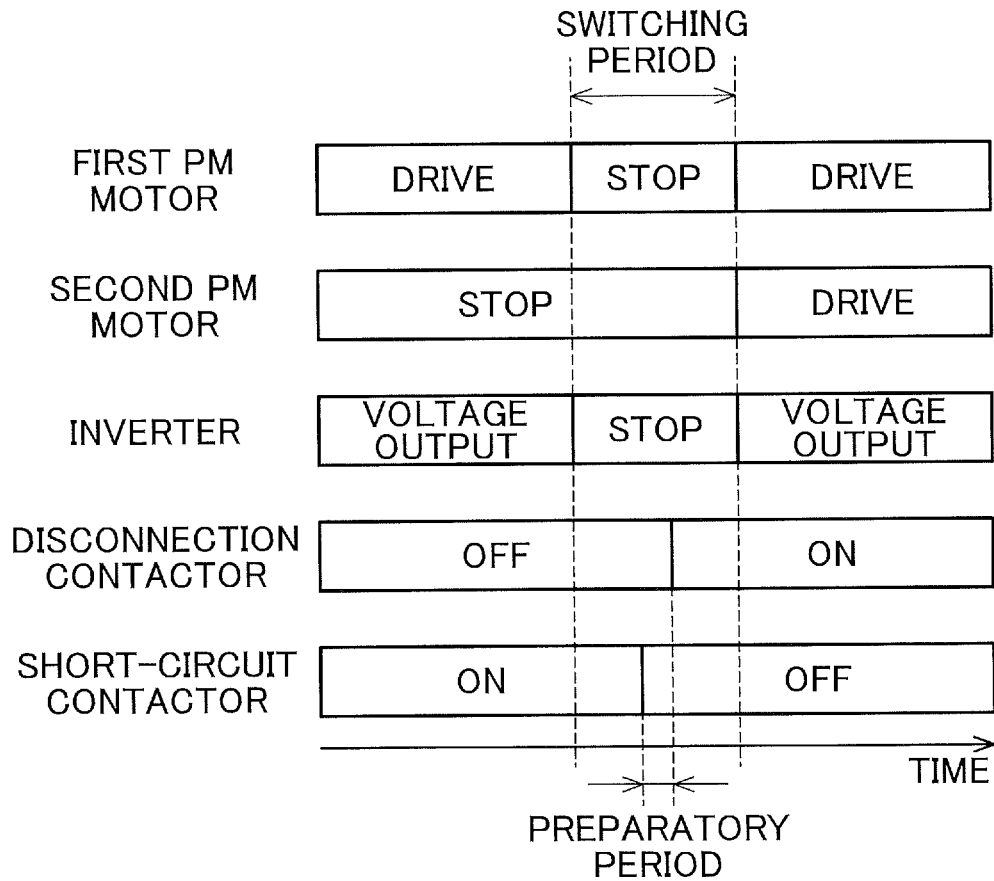 SWITCHING
PERIOD
FIRST PM
MOTOR
DRIVE
STOP
DRIVE
SECOND PM
MOTOR
STOP
DRIVE
INVERTER
VOLTAGE
OUTPUT
STOP
VOLTAGE
OUTPUT
DISCONNECTION
CONTACTOR
OFF
ON
SHORT-CIRCUIT
CONTACTOR
ON
OFF
TIME
PREPARATORY
PERIOD